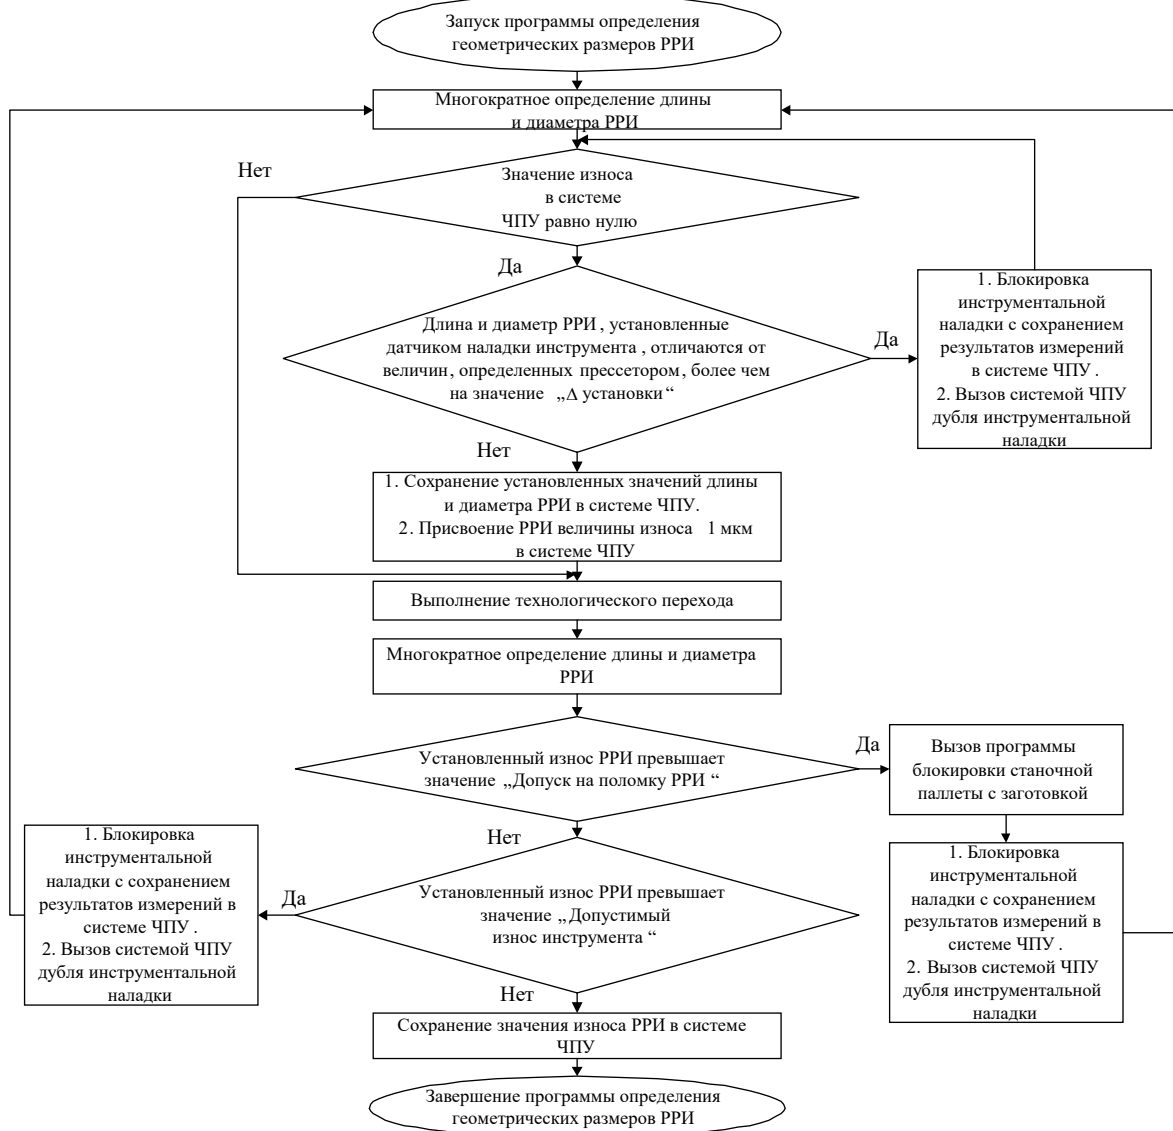 Запуск программы определения
геометрических размеров РРИ
Многократное определение длины
и диаметра РРИ
Нет
Значение износа
в системе
ЧПУ равно нулю
Да
Длина и диаметр РРИ , установленные
датчиком наладки инструмента , отличаются от
величин, определенных прессетором, более чем
на значение „Δ установки“
Да
1. Блокировка
инструментальной
наладки с сохранением
результатов измерений
в системе ЧПУ .
2. Вызов системой ЧПУ
дубля инструментальной
наладки
Нет
1. Сохранение установленных значений длины
и диаметра РРИ в системе ЧПУ.
2. Присвоение РРИ величины износа 1 мкм
в системе ЧПУ
Выполнение технологического перехода
Многократное определение длины и диаметра
РРИ
Установленный износ РРИ превышает
значение „Допуск на поломку РРИ “
Да
Вызов программы
блокировки станочной
паллеты с заготовкой
Нет
1. Блокировка
инструментальной
наладки с сохранением
результатов измерений в
системе ЧПУ .
2. Вызов системой ЧПУ
дубля инструментальной
наладки
Да
Установленный износ РРИ превышает
значение „Допустимый
износ инструмента “
1. Блокировка
инструментальной
наладки с сохранением
результатов измерений в
системе ЧПУ .
2. Вызов системой ЧПУ
дубля инструментальной
наладки
Нет
Сохранение значения износа РРИ в системе
ЧПУ
Завершение программы определения
геометрических размеров РРИ